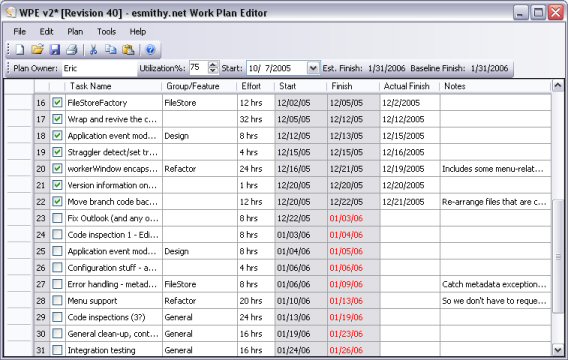 WPE v2* [Revision 40] - esmithy.net Work Plan Editor
File Edit Plan Tools Help
Plan Owner: Eric Utilization%: 75 Start: 10/ 7/2005 Est. Finish: 1/31/2006 Baseline Finish: 1/31/2006
Task Name Group/Feature Effort Start Finish Actual Finish Notes
16 FileStoreFactory FileStore 12 hrs 12/02/05 12/05/05 12/2/2005
17 Wrap and revive the c... 32 hrs 12/05/05 12/12/05 12/12/2005
18 Application event mod... Design 8 hrs 12/12/05 12/13/05 12/15/2005
19 Straggler detect/set tr... 4 hrs 12/15/05 12/15/05 12/16/2005
20 workerWindow encaps... Refactor 24 hrs 12/16/05 12/21/05 12/19/2005 Includes some menu-relat...
21 Version information on... 1 hrs 12/20/05 12/20/05 12/20/2005
22 Move branch code bac... 12 hrs 12/20/05 12/22/05 12/21/2005 Re-arrange files that are c...
23 Fix Outlook (and any o... 8 hrs 12/22/05 01/03/06
24 Code inspection 1 - Edi... 8 hrs 01/03/06 01/04/06
25 Application event mod... Design 8 hrs 01/04/06 01/05/06
26 Configuration stuff - a... 4 hrs 01/06/06 01/06/06
27 Error handling - metad... FileStore 8 hrs 01/06/06 01/09/06 Catch metadata exception...
28 Menu support Refactor 20 hrs 01/10/06 01/13/06 So we don't have to reque...
29 Code inspections (3?) General 24 hrs 01/13/06 01/19/06
30 General clean-up, cont... General 16 hrs 01/19/06 01/23/06
31 Integration testing General 16 hrs 01/24/06 01/26/06